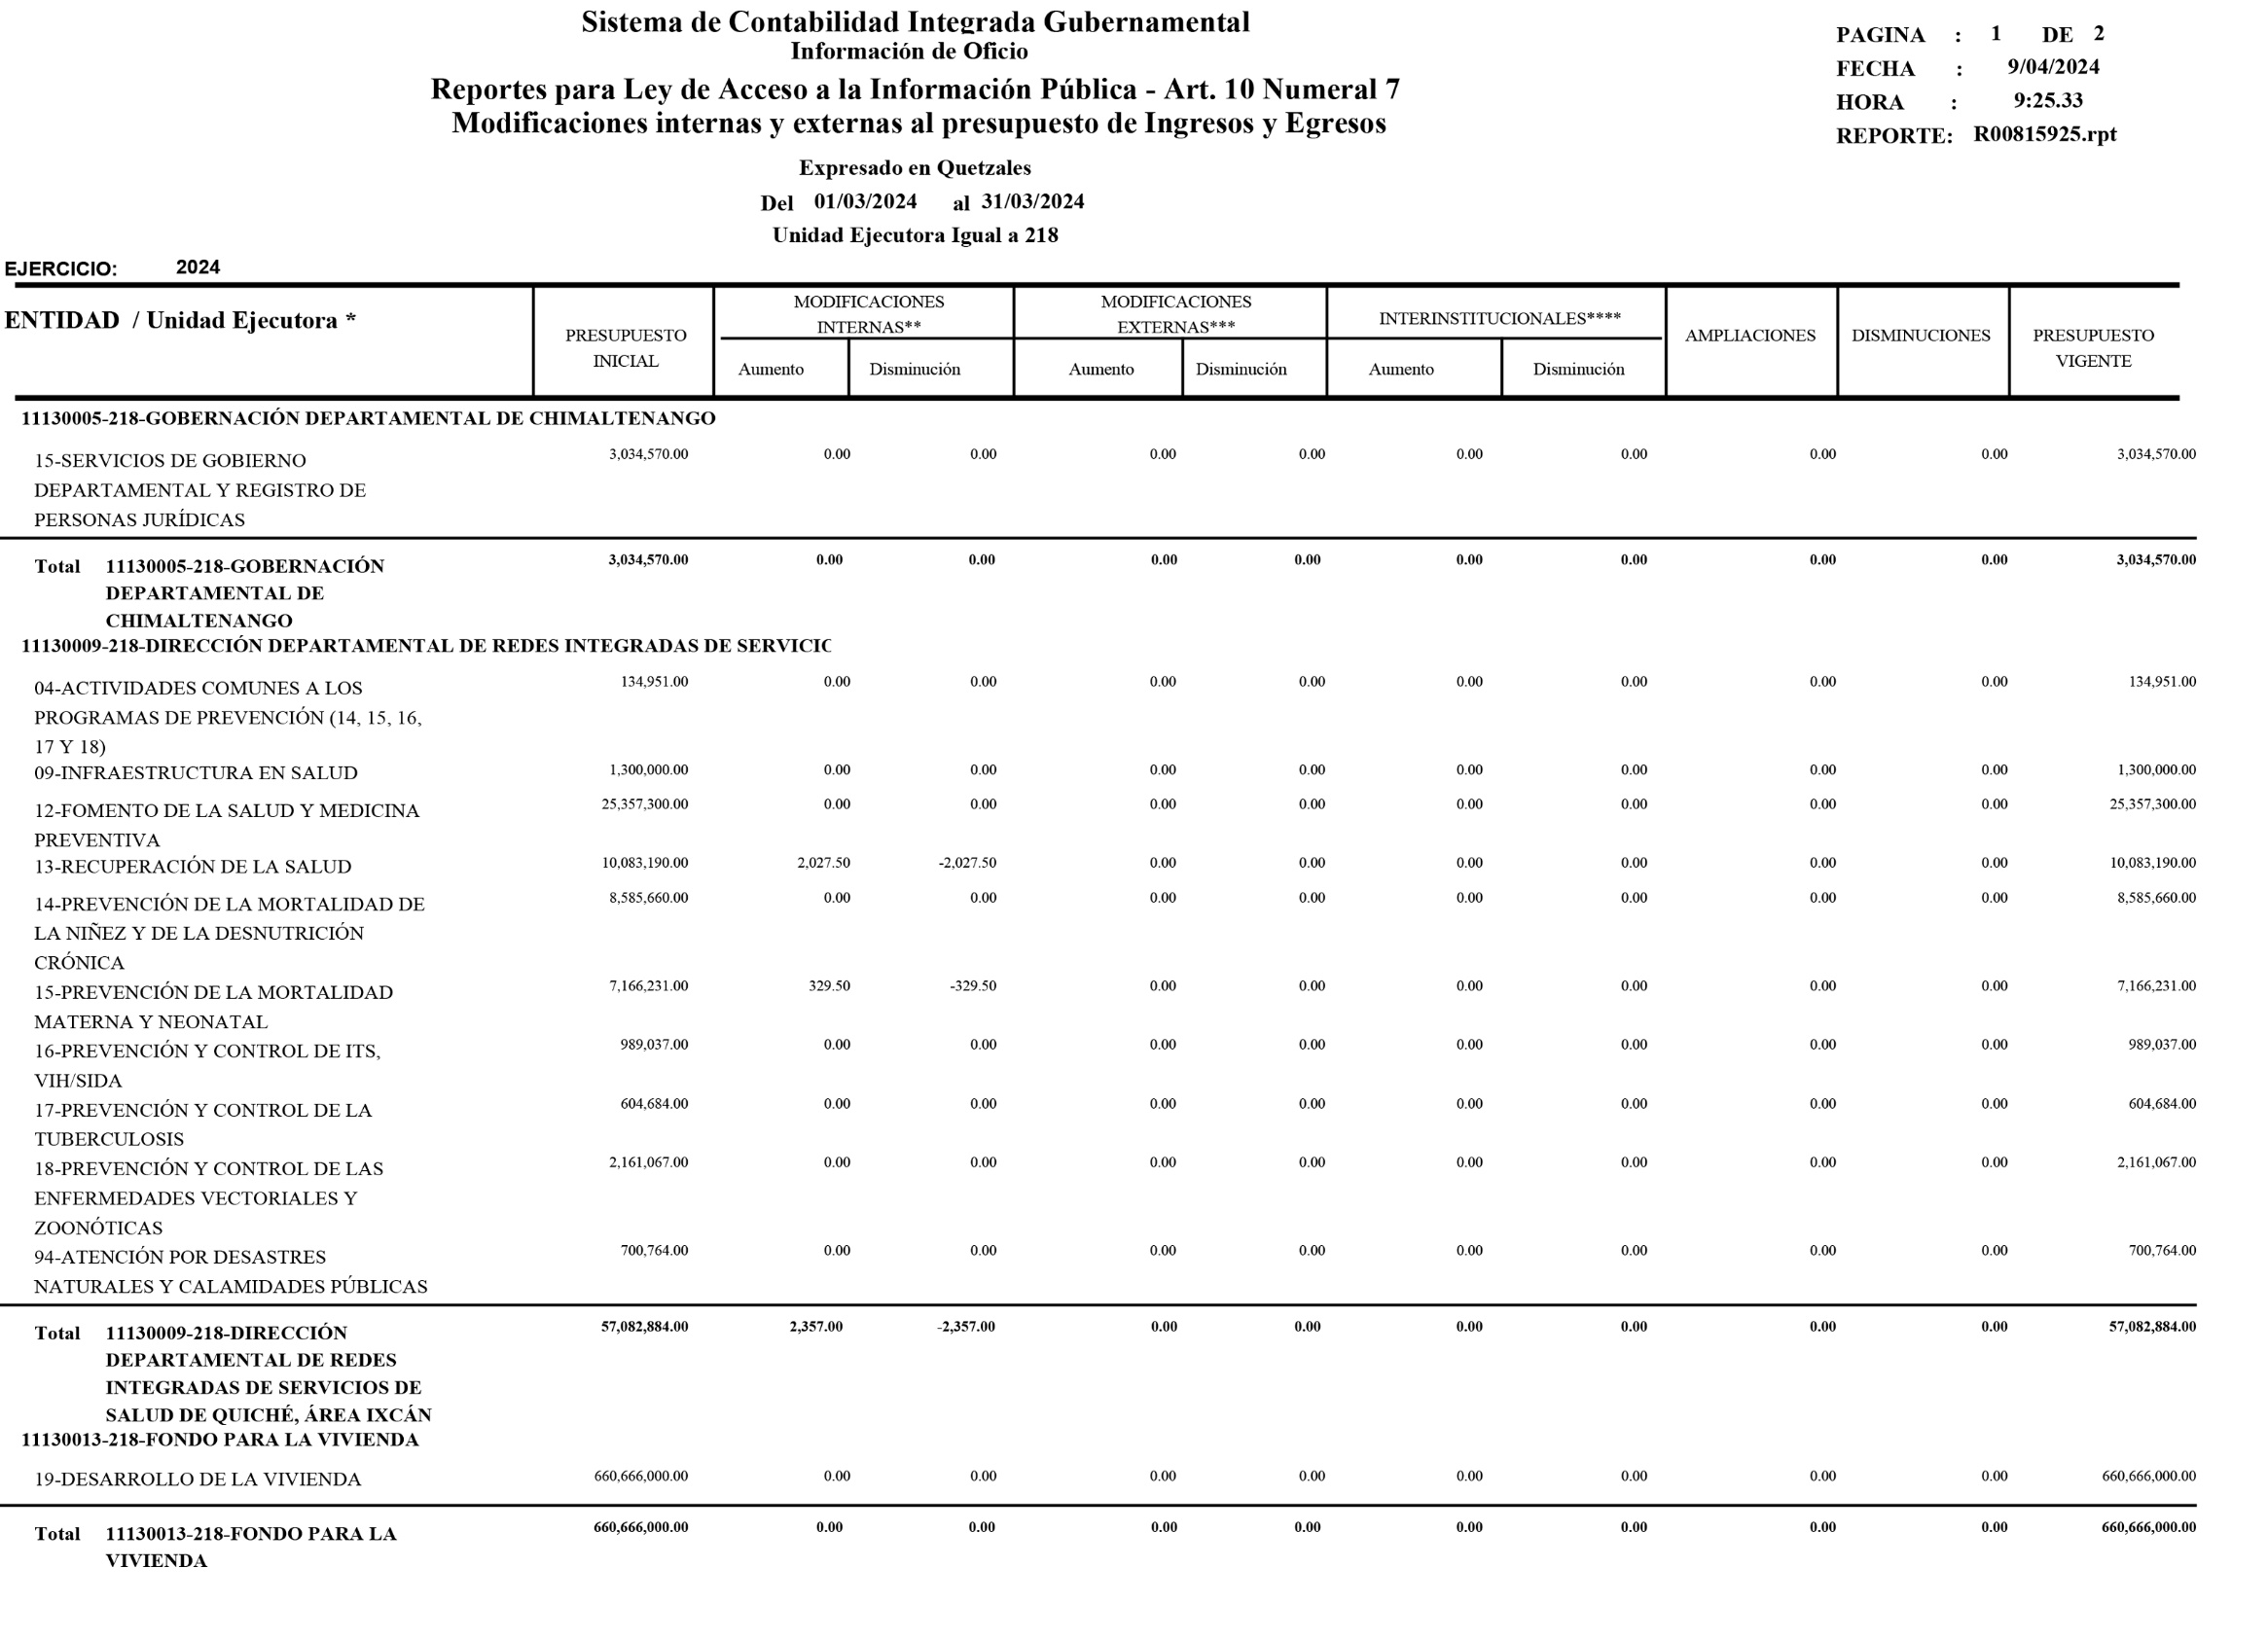 Sistema de Contabilidad Integrada Gubernamental
Información de Oficio
Reportes para Ley de Acceso a la Información Pública - Art. 10 Numeral 7
Modificaciones internas y externas al presupuesto de Ingresos y Egresos
Expresado en Quetzales
Del 01/03/2024 al 31/03/2024
Unidad Ejecutora Igual a 218
PAGINA : 1 DE 2
FECHA : 9/04/2024
HORA : 9:25.33
REPORTE: R00815925.rpt
EJERCICIO: 2024
ENTIDAD / Unidad Ejecutora *
PRESUPUESTO
INICIAL
MODIFICACIONES
INTERNAS**
Aumento Disminución
MODIFICACIONES
EXTERNAS***
Aumento Disminución
INTERINSTITUCIONALES****
Aumento Disminución
AMPLIACIONES
DISMINUCIONES
PRESUPUESTO
VIGENTE
11130005-218-GOBERNACIÓN DEPARTAMENTAL DE CHIMALTENANGO
15-SERVICIOS DE GOBIERNO 3,034,570.00 0.00 0.00 0.00 0.00 0.00 0.00 0.00 0.00 3,034,570.00
DEPARTAMENTAL Y REGISTRO DE
PERSONAS JURÍDICAS
Total 11130005-218-GOBERNACIÓN 3,034,570.00 0.00 0.00 0.00 0.00 0.00 0.00 0.00 0.00 3,034,570.00
DEPARTAMENTAL DE
CHIMALTENANGO
11130009-218-DIRECCIÓN DEPARTAMENTAL DE REDES INTEGRADAS DE SERVICIC
04-ACTIVIDADES COMUNES A LOS 134,951.00 0.00 0.00 0.00 0.00 0.00 0.00 0.00 0.00 134,951.00
PROGRAMAS DE PREVENCIÓN (14, 15, 16,
17 Y 18)
09-INFRAESTRUCTURA EN SALUD 1,300,000.00 0.00 0.00 0.00 0.00 0.00 0.00 0.00 0.00 1,300,000.00
12-FOMENTO DE LA SALUD Y MEDICINA 25,357,300.00 0.00 0.00 0.00 0.00 0.00 0.00 0.00 0.00 25,357,300.00
PREVENTIVA
13-RECUPERACIÓN DE LA SALUD 10,083,190.00 2,027.50 -2,027.50 0.00 0.00 0.00 0.00 0.00 0.00 10,083,190.00
14-PREVENCIÓN DE LA MORTALIDAD DE 8,585,660.00 0.00 0.00 0.00 0.00 0.00 0.00 0.00 0.00 8,585,660.00
LA NIÑEZ Y DE LA DESNUTRICIÓN
CRÓNICA
15-PREVENCIÓN DE LA MORTALIDAD 7,166,231.00 329.50 -329.50 0.00 0.00 0.00 0.00 0.00 0.00 7,166,231.00
MATERNA Y NEONATAL
16-PREVENCIÓN Y CONTROL DE ITS, 989,037.00 0.00 0.00 0.00 0.00 0.00 0.00 0.00 0.00 989,037.00
VIH/SIDA
17-PREVENCIÓN Y CONTROL DE LA 604,684.00 0.00 0.00 0.00 0.00 0.00 0.00 0.00 0.00 604,684.00
TUBERCULOSIS
18-PREVENCIÓN Y CONTROL DE LAS 2,161,067.00 0.00 0.00 0.00 0.00 0.00 0.00 0.00 0.00 2,161,067.00
ENFERMEDADES VECTORIALES Y
ZOONÓTICAS
94-ATENCIÓN POR DESASTRES 700,764.00 0.00 0.00 0.00 0.00 0.00 0.00 0.00 0.00 700,764.00
NATURALES Y CALAMIDADES PÚBLICAS
Total 11130009-218-DIRECCIÓN 57,082,884.00 2,357.00 -2,357.00 0.00 0.00 0.00 0.00 0.00 0.00 57,082,884.00
DEPARTAMENTAL DE REDES
INTEGRADAS DE SERVICIOS DE
SALUD DE QUICHÉ, ÁREA IXCÁN
11130013-218-FONDO PARA LA VIVIENDA
19-DESARROLLO DE LA VIVIENDA 660,666,000.00 0.00 0.00 0.00 0.00 0.00 0.00 0.00 0.00 660,666,000.00
Total 11130013-218-FONDO PARA LA 660,666,000.00 0.00 0.00 0.00 0.00 0.00 0.00 0.00 0.00 660,666,000.00
VIVIENDA